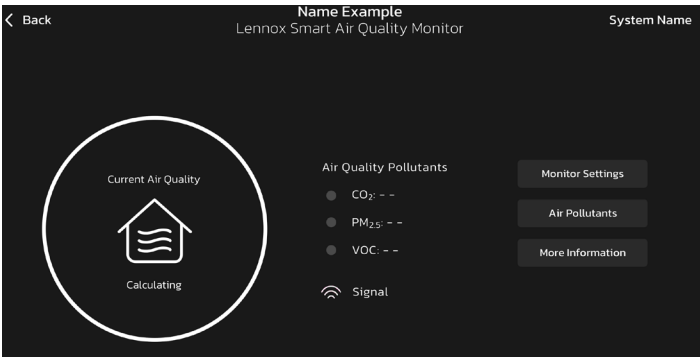 Back
Name Example
Lennox Smart Air Quality Monitor
System Name
Current Air Quality
Calculating
Air Quality Pollutants
CO₂: - -
PM₂.₅: - -
VOC: - -
Signal
Monitor Settings
Air Pollutants
More Information